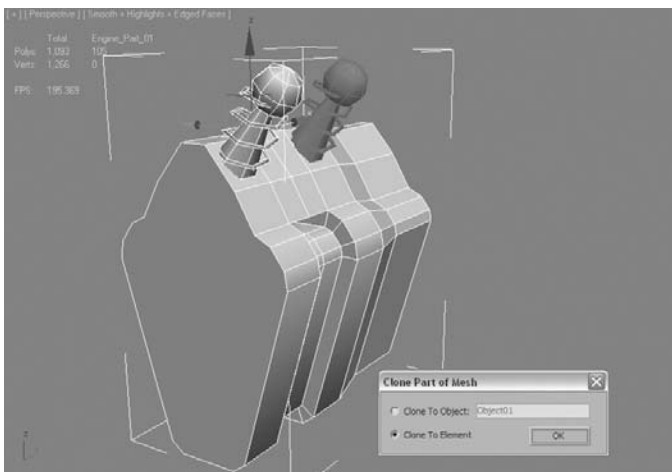 [ + ] [ Perspective ] [ Smooth + Highlights + Edged Faces ]
Total Engine_Part_01
Polys: 1,093 105
Verts: 1,266 0
FPS: 195.369
z
Clone Part of Mesh
Clone To Object: Object01
Clone To Element
OK